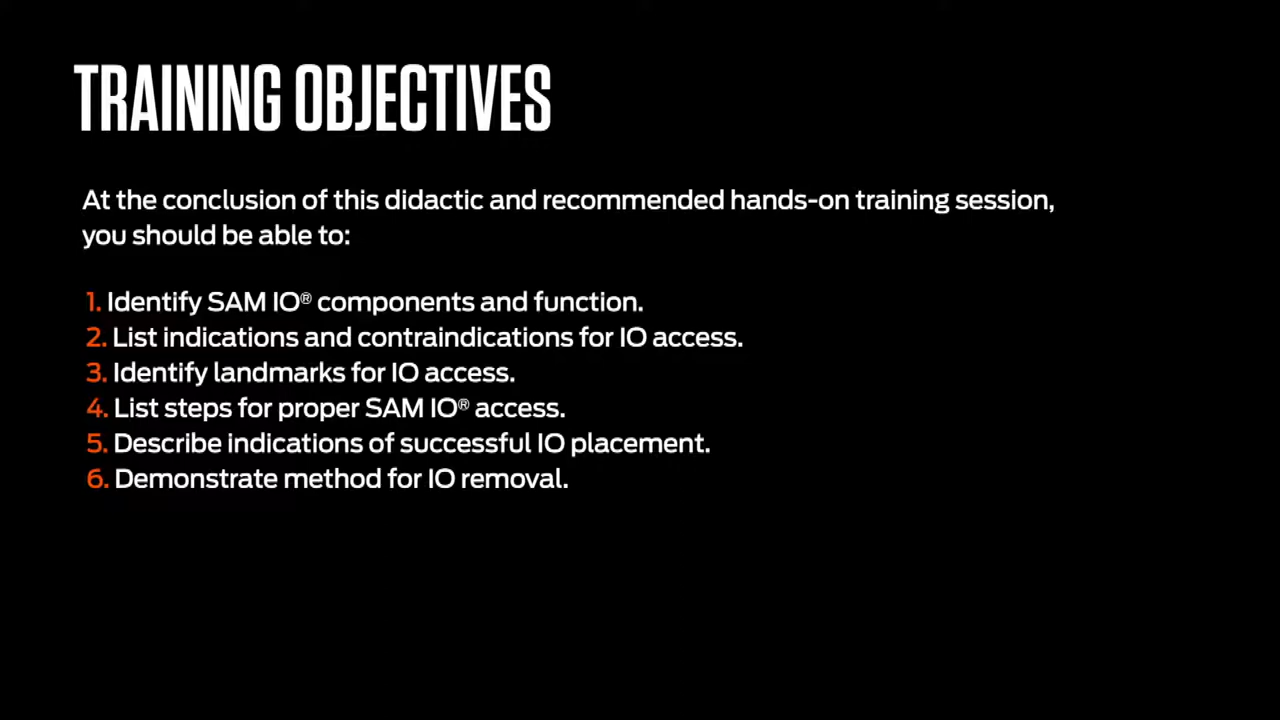 TRAINING OBJECTIVES
At the conclusion of this didactic and recommended hands-on training session,
you should be able to:
1. Identify SAM IO® components and function.
2. List indications and contraindications for IO access.
3. Identify landmarks for IO access.
4. List steps for proper SAM IO® access.
5. Describe indications of successful IO placement.
6. Demonstrate method for IO removal.